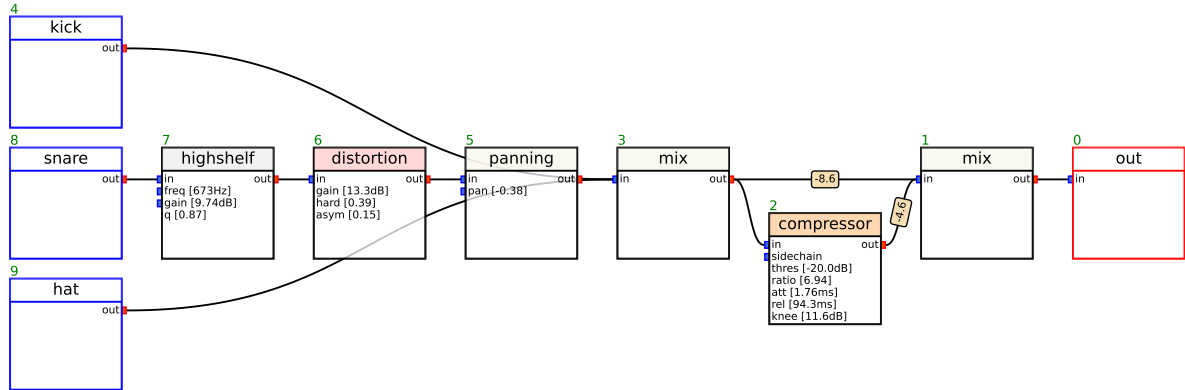 4
kick
out
8
snare
out
7
highshelf
in out
freq [673Hz]
gain [9.74dB]
q [0.87]
6
distortion
in out
gain [13.3dB]
hard [0.39]
asym [0.15]
5
panning
in out
pan [-0.38]
3
mix
in out
-8.6
2
compressor
in out
sidechain
thres [-20.0dB]
ratio [6.94]
att [1.76ms]
rel [94.3ms]
knee [11.6dB]
-4.6
1
mix
in out
0
out
in
9
hat
out